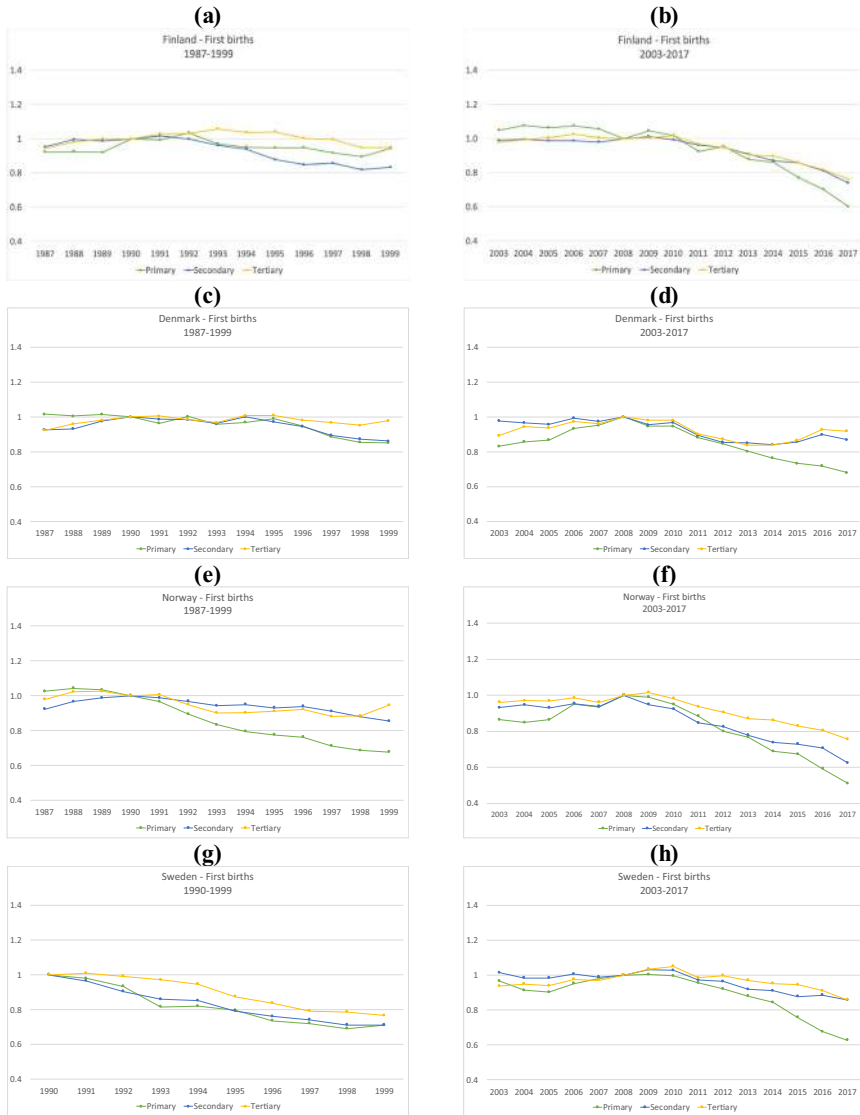 (a)
Finland - First births
1987-1999
1.4
1.2
1
0.8
0.6
0.4
1987 1988 1989 1990 1991 1992 1993 1994 1995 1996 1997 1998 1999
Primary Secondary Tertiary
(b)
Finland - First births
2003-2017
1.4
1.2
1.0
0.8
0.6
0.4
2003 2004 2005 2006 2007 2008 2009 2010 2011 2012 2013 2014 2015 2016 2017
Primary Secondary Tertiary
(c)
Denmark - First births
1987-1999
1.4
1.2
1
0.8
0.6
0.4
1987 1988 1989 1990 1991 1992 1993 1994 1995 1996 1997 1998 1999
Primary Secondary Tertiary
(d)
Denmark - First births
2003-2017
1.4
1.2
1
0.8
0.6
0.4
2003 2004 2005 2006 2007 2008 2009 2010 2011 2012 2013 2014 2015 2016 2017
Primary Secondary Tertiary
(e)
Norway - First births
1987-1999
1.4
1.2
1.0
0.8
0.6
0.4
1987 1988 1989 1990 1991 1992 1993 1994 1995 1996 1997 1998 1999
Primary Secondary Tertiary
(f)
Norway - First births
2003-2017
1.4
1.2
1.0
0.8
0.6
0.4
2003 2004 2005 2006 2007 2008 2009 2010 2011 2012 2013 2014 2015 2016 2017
Primary Secondary Tertiary
(g)
Sweden - First births
1990-1999
1.4
1.2
1
0.8
0.6
0.4
1990 1991 1992 1993 1994 1995 1996 1997 1998 1999
Primary Secondary Tertiary
(h)
Sweden - First births
2003-2017
1.4
1.2
1
0.8
0.6
0.4
2003 2004 2005 2006 2007 2008 2009 2010 2011 2012 2013 2014 2015 2016 2017
Primary Secondary Tertiary